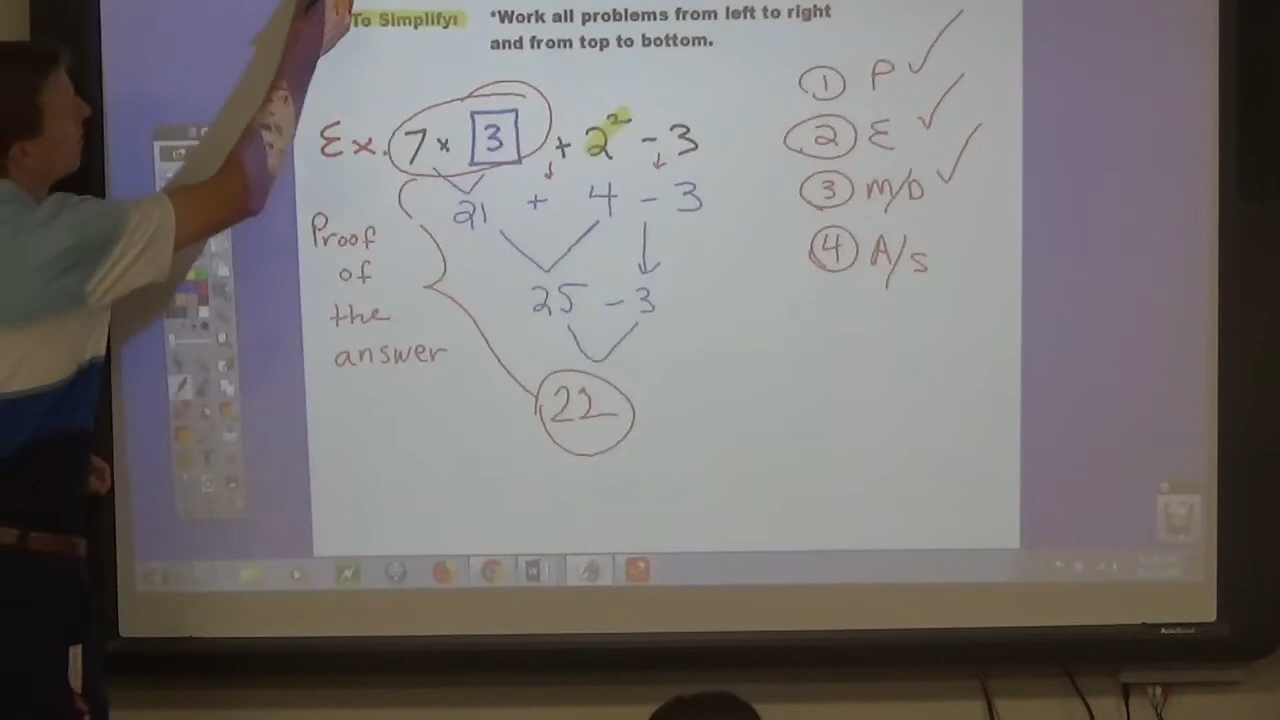 To Simplify: *Work all problems from left to right
and from top to bottom.
Ex. 7 × 3 + 2² - 3
21 + 4 - 3
25 - 3
22
Proof
of
the
answer
1 P ✓
2 E ✓
3 M/D ✓
4 A/S